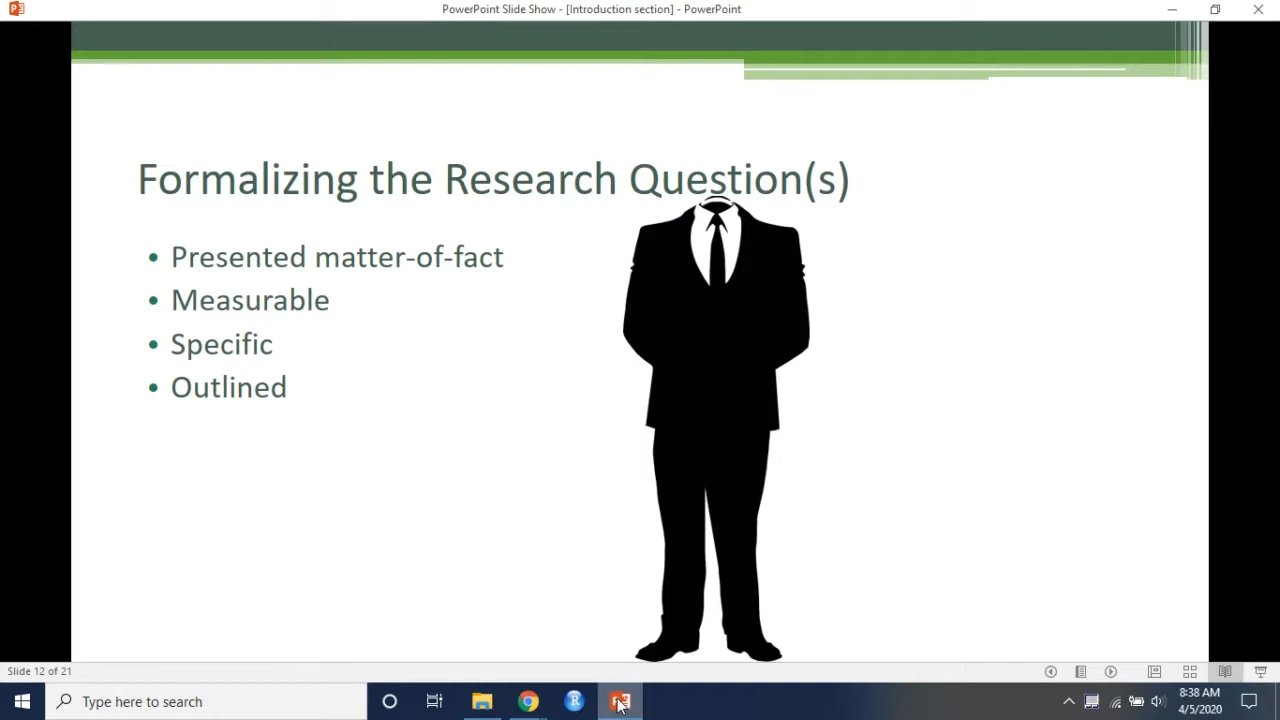 PowerPoint Slide Show - [Introduction section] - PowerPoint
Formalizing the Research Question(s)
• Presented matter-of-fact
• Measurable
• Specific
• Outlined
Slide 12 of 21
Type here to search
8:38 AM
4/5/2020